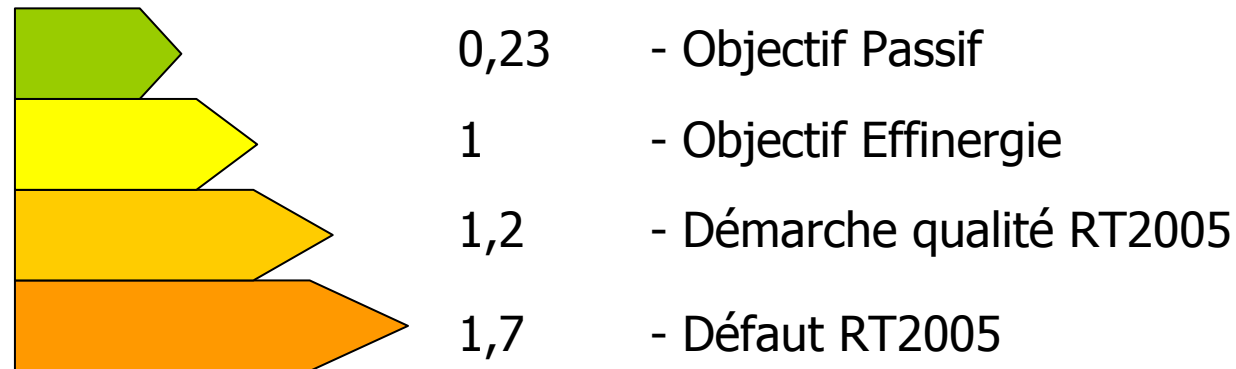 0,23 - Objectif Passif
1 - Objectif Effinergie
1,2 - Démarche qualité RT2005
1,7 - Défaut RT2005